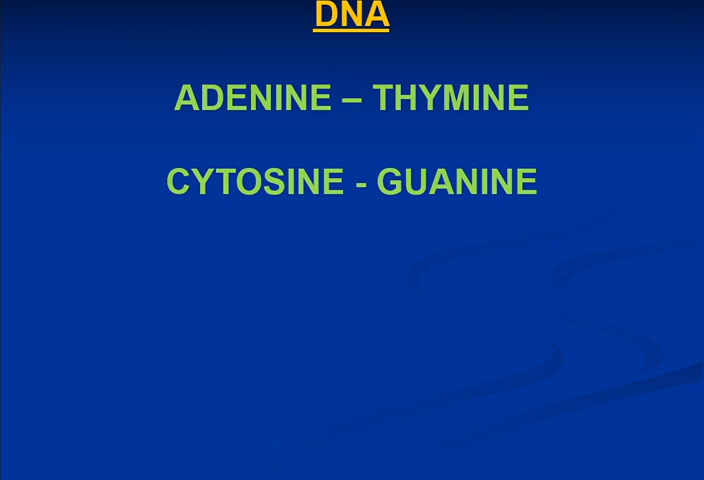 DNA
ADENINE – THYMINE
CYTOSINE - GUANINE